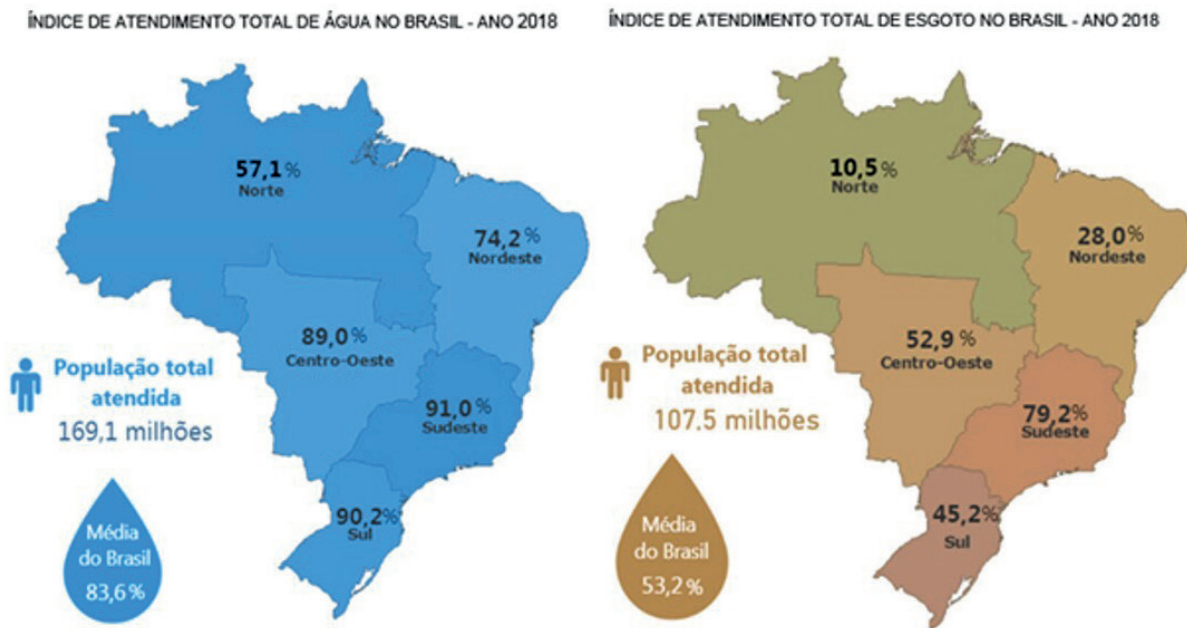 ÍNDICE DE ATENDIMENTO TOTAL DE ÁGUA NO BRASIL - ANO 2018
57,1%
Norte
74,2%
Nordeste
89,0%
Centro-Oeste
91,0%
Sudeste
90,2%
Sul
População total
atendida
169,1 milhões
Média
do Brasil
83,6%
ÍNDICE DE ATENDIMENTO TOTAL DE ESGOTO NO BRASIL - ANO 2018
10,5%
Norte
28,0%
Nordeste
52,9%
Centro-Oeste
79,2%
Sudeste
45,2%
Sul
População total
atendida
107.5 milhões
Média
do Brasil
53,2%